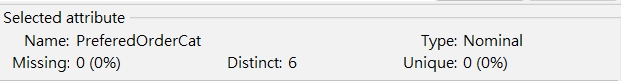 Selected attribute
Name: PreferedOrderCat Type: Nominal
Missing: 0 (0%) Distinct: 6 Unique: 0 (0%)